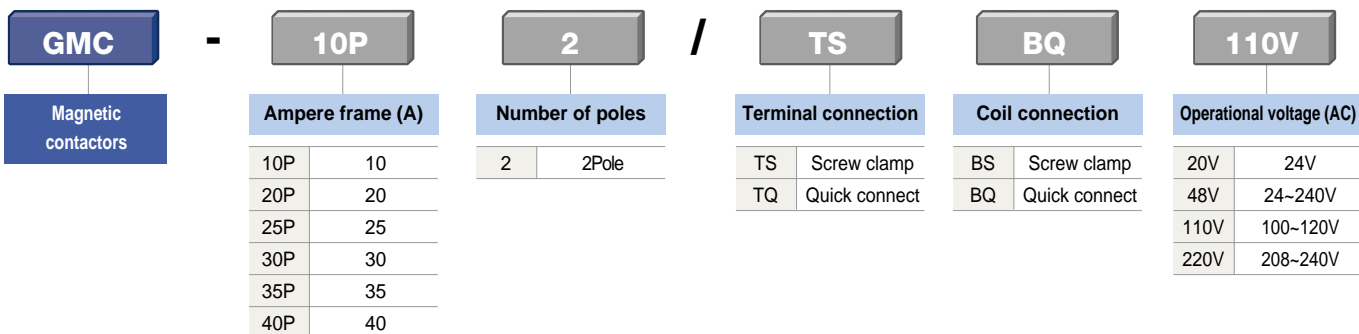 GMC - 10P 2 / TS BQ 110V
Magnetic contactors
Ampere frame (A)
10P 10
20P 20
25P 25
30P 30
35P 35
40P 40
Number of poles
2 2Pole
Terminal connection
TS Screw clamp
TQ Quick connect
Coil connection
BS Screw clamp
BQ Quick connect
Operational voltage (AC)
20V 24V
48V 24~240V
110V 100~120V
220V 208~240V